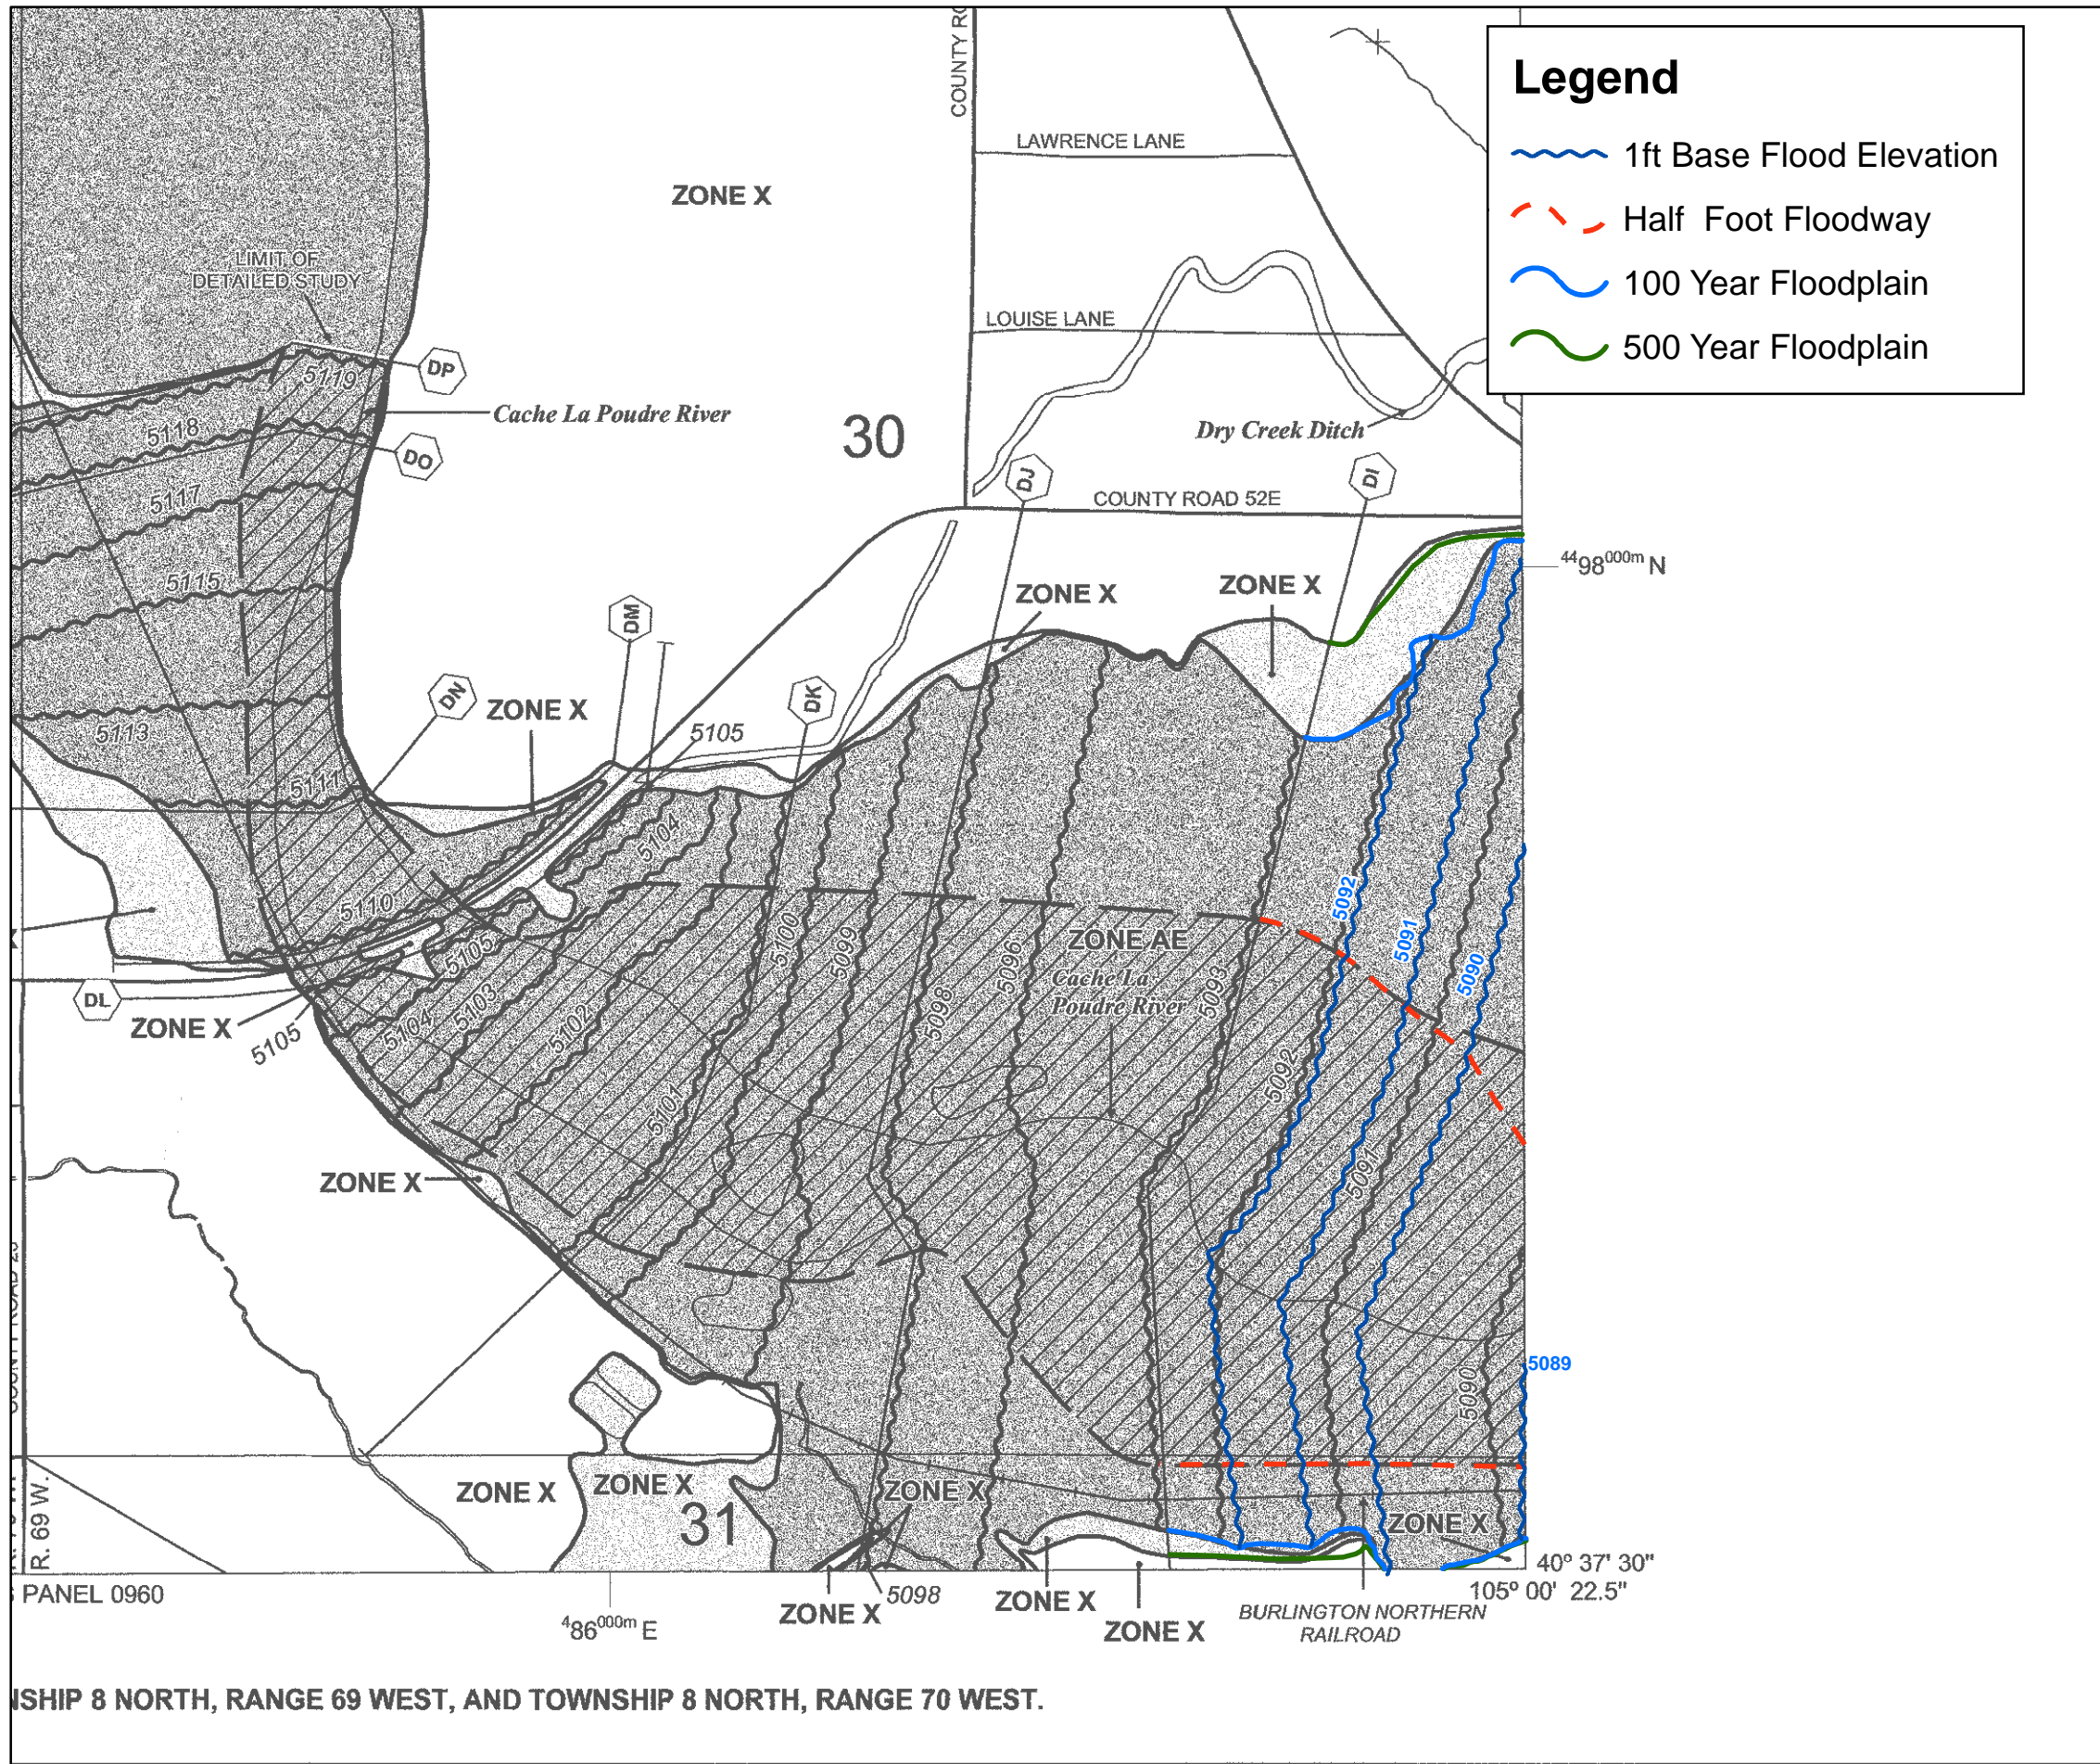 Legend
1ft Base Flood Elevation
Half Foot Floodway
100 Year Floodplain
500 Year Floodplain
COUNTY RO
LAWRENCE LANE
ZONE X
LIMIT OF
DETAILED STUDY
LOUISE LANE
DP
5119
Cache La Poudre River
30
Dry Creek Ditch
5118
DO
DJ
DI
5117
COUNTY ROAD 52E
4498000m N
5115
ZONE X
ZONE X
DM
DN
ZONE X
DK
5113
5105
5111
5104
5110
5092
5091
5090
5105
5100
5099
5096
ZONE AE
Cache La
Poudre River
5093
DL
ZONE X
5105
5104
5103
5102
5098
5092
5101
5091
ZONE X
5089
5090
ZONE X
ZONE X
ZONE X
31
ZONE X
R. 69 W.
40º 37' 30"
105º 00' 22.5"
PANEL 0960
486000m E
ZONE X
5098
ZONE X
ZONE X
BURLINGTON NORTHERN
RAILROAD
NSHIP 8 NORTH, RANGE 69 WEST, AND TOWNSHIP 8 NORTH, RANGE 70 WEST.